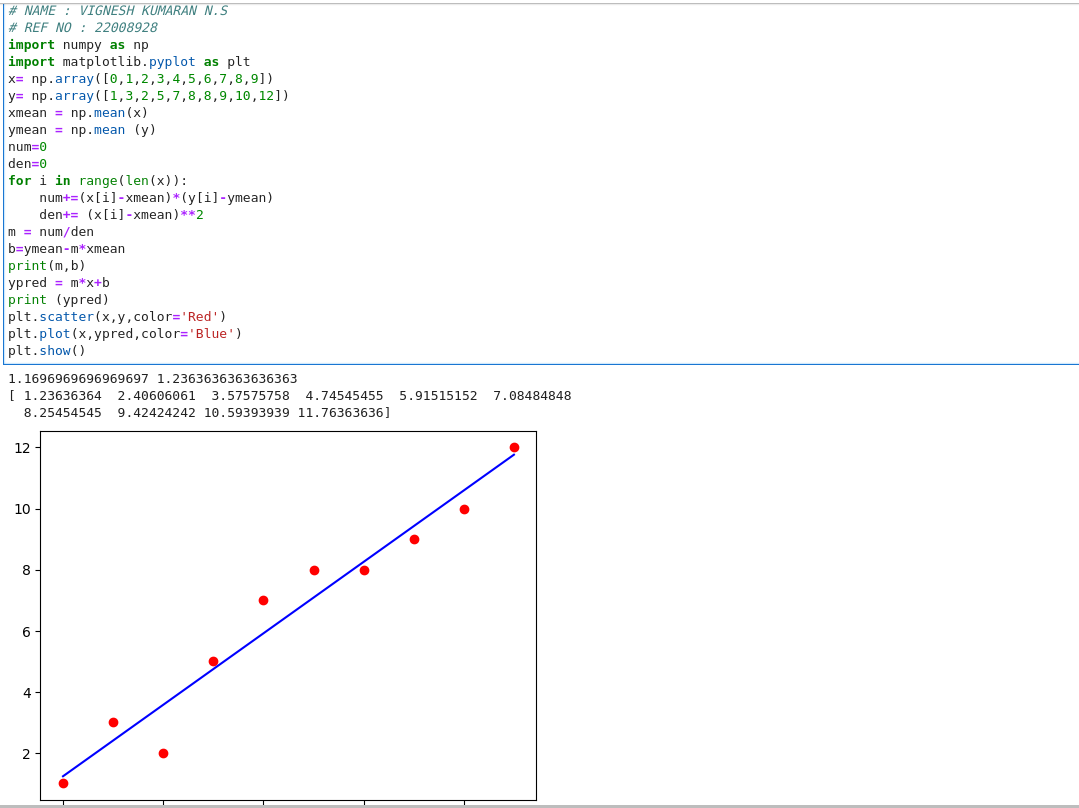 # NAME : VIGNESH KUMARAN N.S
# REF NO : 22008928
import numpy as np
import matplotlib.pyplot as plt
x= np.array([0,1,2,3,4,5,6,7,8,9])
y= np.array([1,3,2,5,7,8,8,9,10,12])
xmean = np.mean(x)
ymean = np.mean (y)
num=0
den=0
for i in range(len(x)):
    num+=(x[i]-xmean)*(y[i]-ymean)
    den+= (x[i]-xmean)**2
m = num/den
b=ymean-m*xmean
print(m,b)
ypred = m*x+b
print (ypred)
plt.scatter(x,y,color='Red')
plt.plot(x,ypred,color='Blue')
plt.show()
1.1696969696969697 1.2363636363636363
[ 1.23636364  2.40606061  3.57575758  4.74545455  5.91515152  7.08484848
  8.25454545  9.42424242 10.59393939 11.76363636]
12
10
8
6
4
2